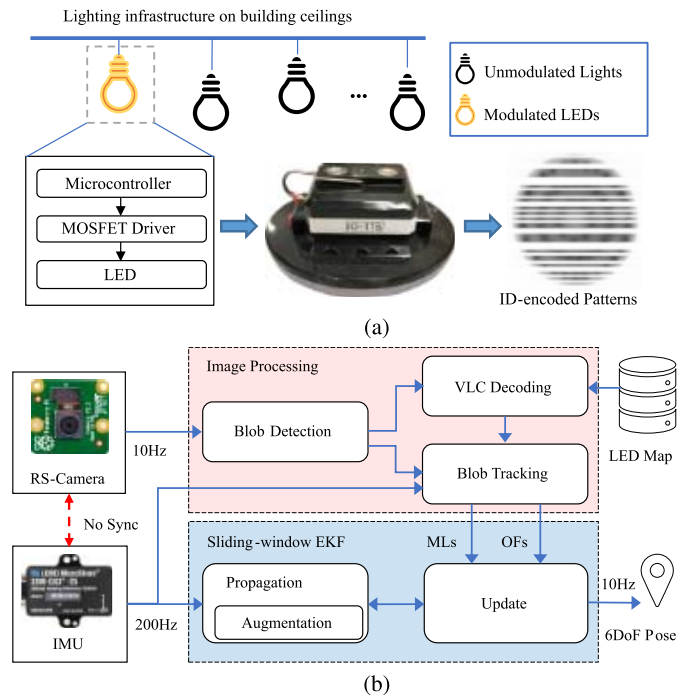 Lighting infrastructure on building ceilings
...
Unmodulated Lights
Modulated LEDs
Microcontroller
MOSFET Driver
LED
ID-encoded Patterns
(a)
Image Processing
VLC Decoding
Blob Detection
10Hz
LED Map
RS-Camera
Blob Tracking
No Sync
Sliding-window EKF
MLs
OFs
Propagation
10Hz
Augmentation
Update
200Hz
IMU
6DoF Pose
(b)